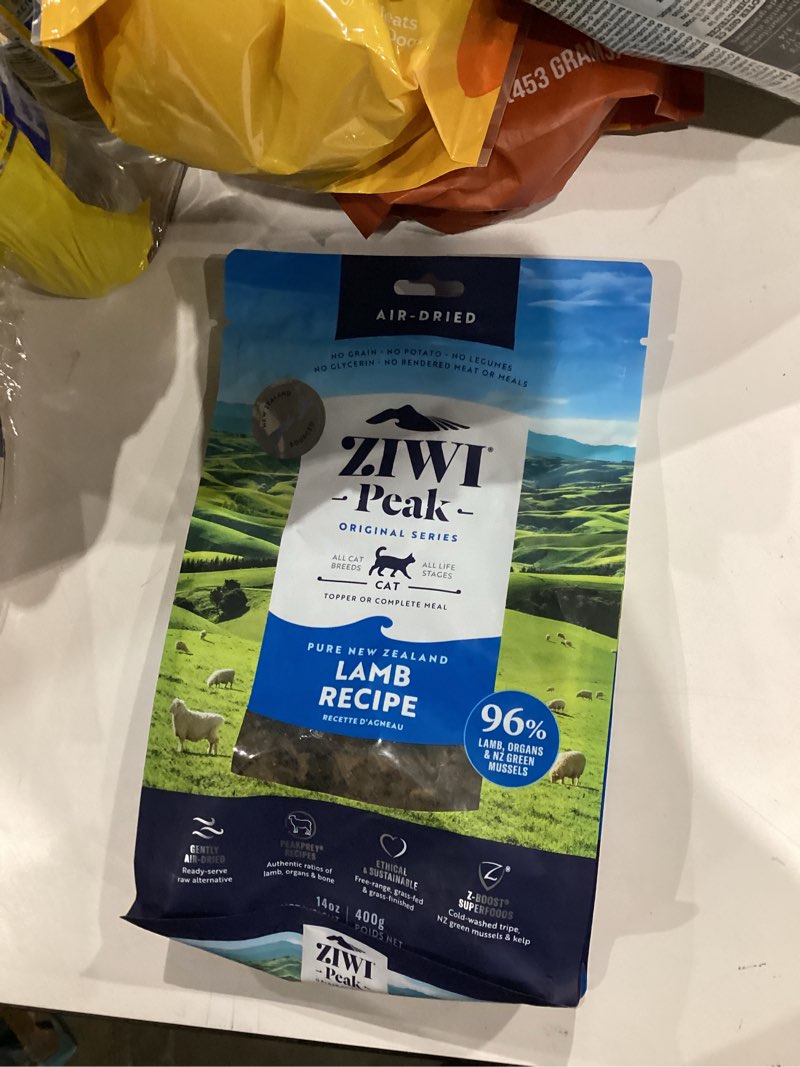 eats
Dog
(453 GRAMS
AIR-DRIED
NO GRAIN · NO POTATO · NO LEGUMES
NO GLYCERIN · NO RENDERED MEAT OR MEALS
NEW ZEALAND
ZIWI®
Peak
ORIGINAL SERIES
ALL CAT
BREEDS
ALL LIFE
STAGES
CAT
TOPPER OR COMPLETE MEAL
PURE NEW ZEALAND
LAMB
RECIPE
RECETTE D'AGNEAU
96%
LAMB, ORGANS
& NZ GREEN
MUSSELS
GENTLY
AIR-DRIED
Ready-serve
raw alternative
PEAKPREY®
RECIPES
Authentic ratios of
lamb, organs & bone
ETHICAL
& SUSTAINABLE
Free-range, grass-fed
& grass-finished
Z®
Z-BOOST®
SUPERFOODS
Cold-washed tripe,
NZ green mussels & kelp
14oz | 400g
POIDS NET
ZIWI
Peak